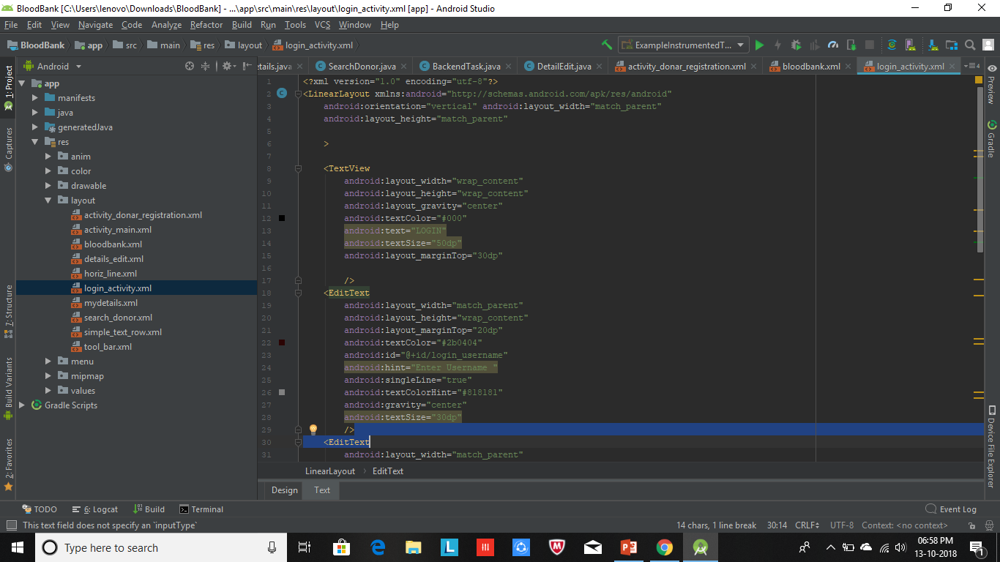 BloodBank [C:\Users\lenovo\Downloads\BloodBank] - ...\app\src\main\res\layout\login_activity.xml [app] - Android Studio
File Edit View Navigate Code Analyze Refactor Build Run Tools VCS Window Help
BloodBank app src main res layout login_activity.xml ExampleInstrumentedT...
Android etails.java SearchDonor.java BackendTask.java DetailEdit.java activity_donar_registration.xml bloodbank.xml login_activity.xml 4
1: Project
Captures
7: Structure
Build Variants
2: Favorites
app
manifests
java
generatedJava
res
anim
color
drawable
layout
activity_donar_registration.xml
activity_main.xml
bloodbank.xml
details_edit.xml
horiz_line.xml
login_activity.xml
mydetails.xml
search_donor.xml
simple_text_row.xml
tool_bar.xml
menu
mipmap
values
Gradle Scripts
1 <?xml version="1.0" encoding="utf-8"?>
2 <LinearLayout xmlns:android="http://schemas.android.com/apk/res/android"
3 android:orientation="vertical" android:layout_width="match_parent"
4 android:layout_height="match_parent"
5
6 >
7
8 <TextView
9 android:layout_width="wrap_content"
10 android:layout_height="wrap_content"
11 android:layout_gravity="center"
12 android:textColor="#000"
13 android:text="LOGIN"
14 android:textSize="50dp"
15 android:layout_marginTop="30dp"
16
17 />
18 <EditText
19 android:layout_width="match_parent"
20 android:layout_height="wrap_content"
21 android:layout_marginTop="20dp"
22 android:textColor="#2b0404"
23 android:id="@+id/login_username"
24 android:hint="Enter Username "
25 android:singleLine="true"
26 android:textColorHint="#818181"
27 android:gravity="center"
28 android:textSize="30dp"
29 />
30 <EditText
31 android:layout_width="match_parent"
LinearLayout EditText
Design Text
Preview
Gradle
Device File Explorer
TODO 6: Logcat Build Terminal Event Log
This text field does not specify an `inputType` 14 chars, 1 line break 30:14 CRLF UTF-8 Context: <no context>
Type here to search 06:58 PM
13-10-2018
1